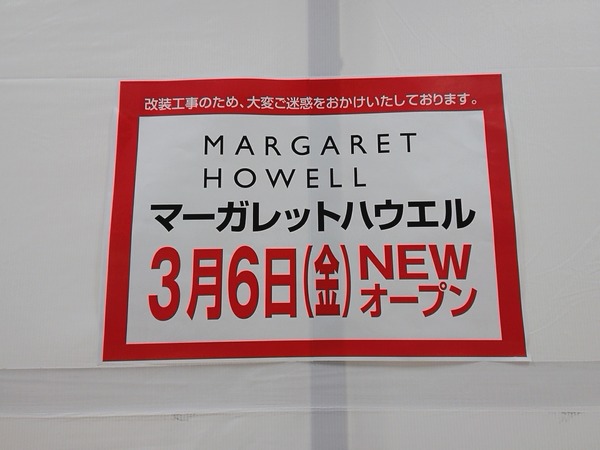 改装工事のため、大変ご迷惑をおかけいたしております。
MARGARET
HOWELL
マーガレットハウエル
3月6日(金)NEW
オープン